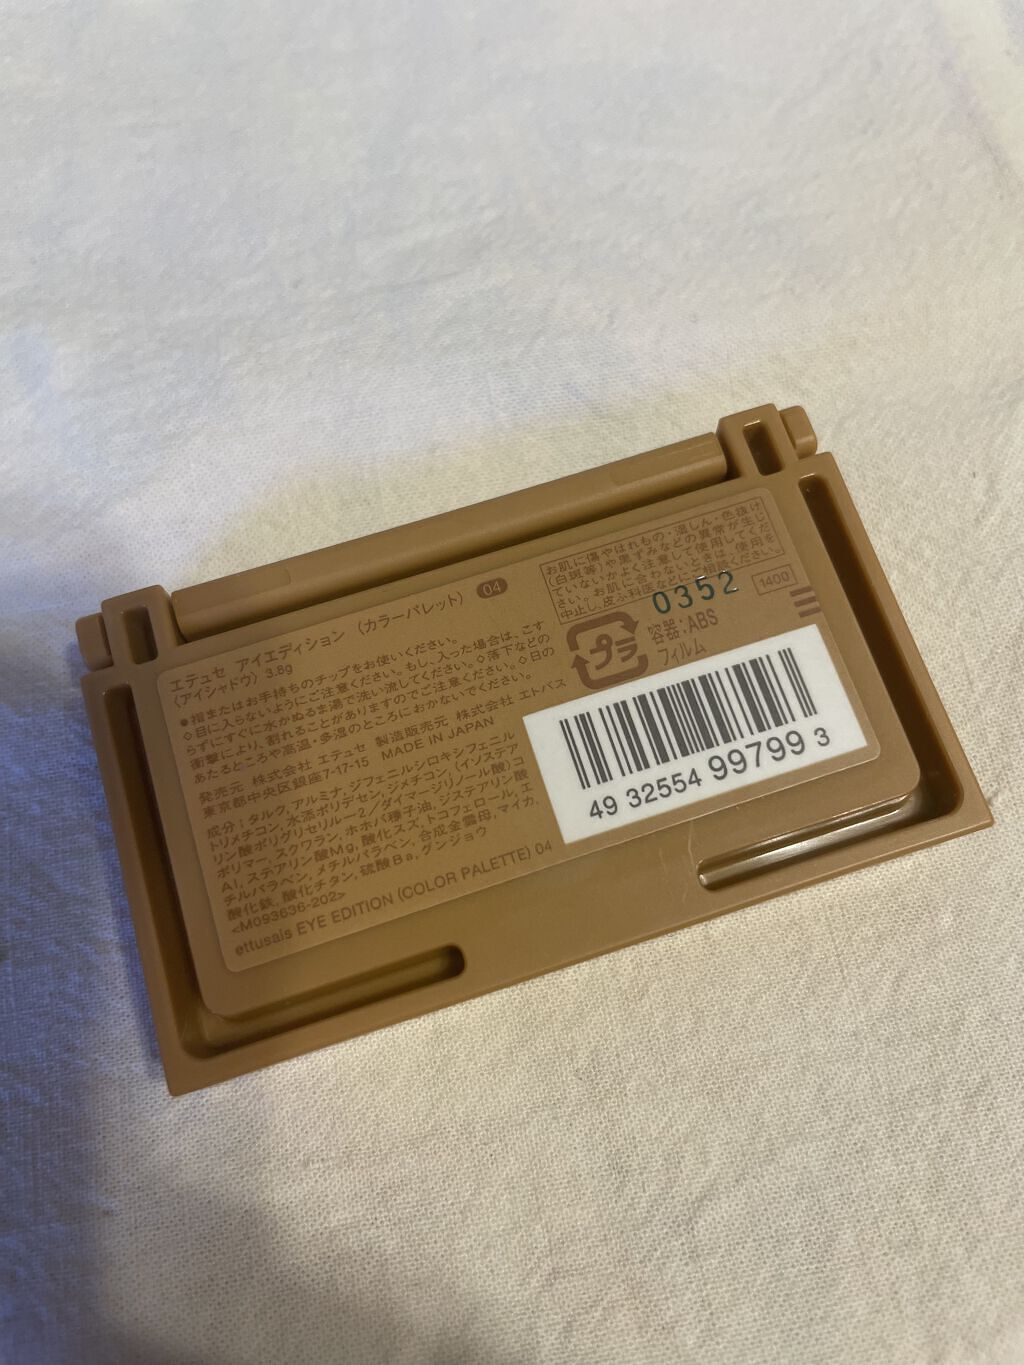 エテュセ アイエディション (カラーパレット) 04
(アイシャドウ) 3.8g
●指またはお手持ちのチップをお使いください。
◇目に入らないようにご注意ください。もし、入った場合は、こす
らずにすぐに水かぬるま湯で洗い流してください。◇落下などの
衝撃により、割れることがありますのでご注意ください。◇日の
あたるところや高温・多湿のところにおかないでください。
発売元 株式会社 エテュセ 製造販売元 株式会社 エトバス
東京都中央区銀座7-17-15 MADE IN JAPAN
成分:タルク、アルミナ、ジフェニルシロキシフェニル
トリメチコン、水添ポリデセン、ジメチコン、(イソステア
リン酸ポリグリセリル-2/ダイマージリノール酸)コ
ポリマー、スクワラン、ホホバ種子油、ジステアリン酸
Al、ステアリン酸Mg、酸化スズ、トコフェロール、エ
チルパラベン、メチルパラベン、合成金雲母、マイカ、
酸化鉄、酸化チタン、硫酸Ba、グンジョウ
<M093636-202>
ettusais EYE EDITION (COLOR PALETTE) 04
お肌に傷やはれもの・湿しん・色抜け
(白斑等)や黒ずみなどの異常が生じ
ていないかよく注意して使用してくだ
さい。お肌に合わないときは、使用を
中止し、皮ふ科医などへご相談ください。
0352
1400
プラ
容器:ABS
フィルム
49 32554 99799 3